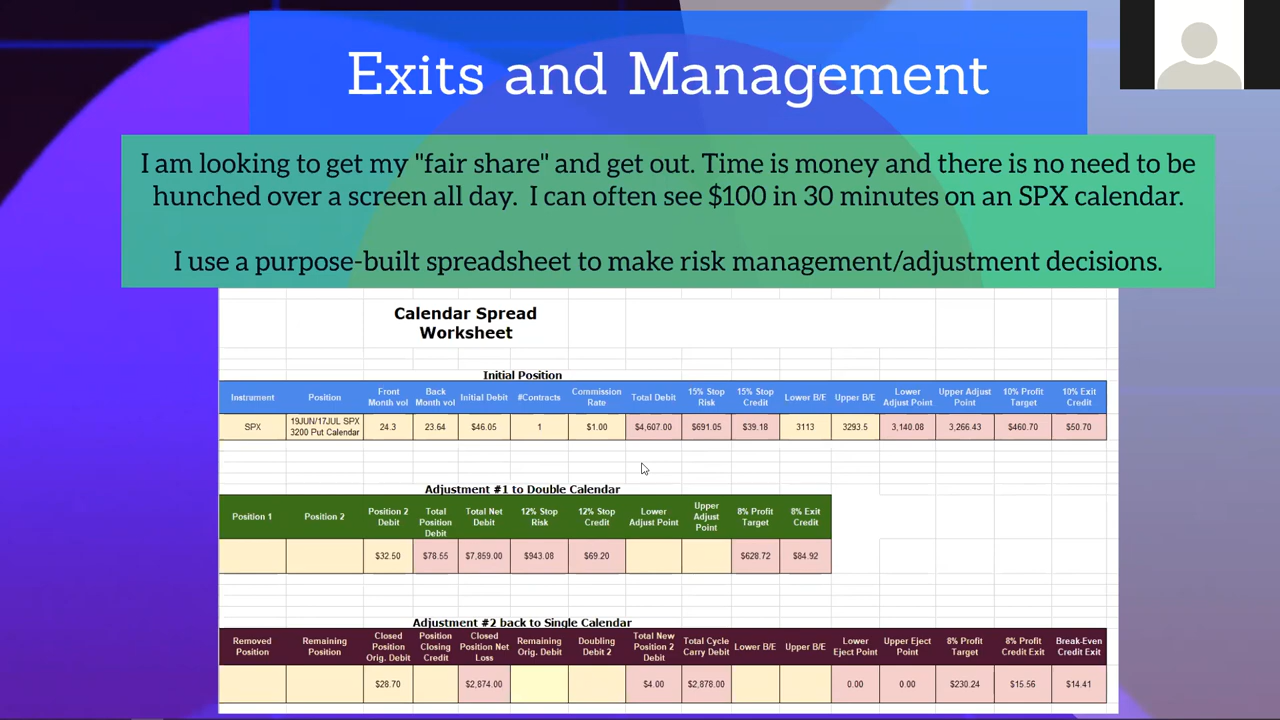 Exits and Management
I am looking to get my "fair share" and get out. Time is money and there is no need to be
hunched over a screen all day.  I can often see $100 in 30 minutes on an SPX calendar.
I use a purpose-built spreadsheet to make risk management/adjustment decisions.
Calendar Spread
Worksheet
Initial Position
Instrument Position Front Month vol Back Month vol Initial Debit #Contracts Commission Rate Total Debit 15% Stop Risk 15% Stop Credit Lower B/E Upper B/E Lower Adjust Point Upper Adjust Point 10% Profit Target 10% Exit Credit
SPX 19JUN/17JUL SPX 3200 Put Calendar 24.3 23.64 $46.05 1 $1.00 $4,607.00 $691.05 $39.18 3113 3293.5 3,140.08 3,266.43 $460.70 $50.70
Adjustment #1 to Double Calendar
Position 1 Position 2 Position 2 Debit Total Position Debit Total Net Debit 12% Stop Risk 12% Stop Credit Lower Adjust Point Upper Adjust Point 8% Profit Target 8% Exit Credit
$32.50 $78.55 $7,859.00 $943.08 $69.20 $628.72 $84.92
Adjustment #2 back to Single Calendar
Removed Position Remaining Position Closed Position Orig. Debit Position Closing Credit Closed Position Net Loss Remaining Orig. Debit Doubling Debit 2 Total New Position 2 Debit Total Cycle Carry Debit Lower B/E Upper B/E Lower Eject Point Upper Eject Point 8% Profit Target 8% Profit Credit Exit Break-Even Credit Exit
$28.70 $2,874.00 $4.00 $2,878.00 0.00 0.00 $230.24 $15.56 $14.41